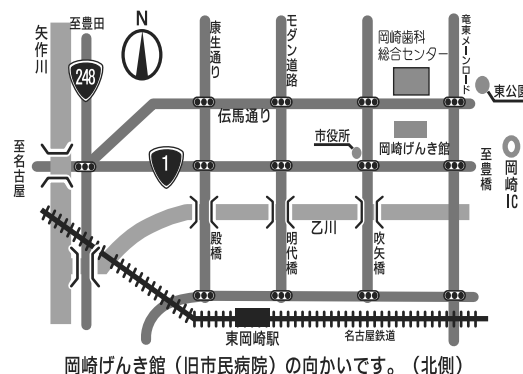 至豊田
N
矢作川
248
康生通り
モダン道路
岡崎歯科
総合センター
竜東メーンロード
東公園
伝馬通り
市役所
岡崎げんき館
至名古屋
1
至豊橋
岡崎IC
乙川
殿橋
明代橋
吹矢橋
東岡崎駅
名古屋鉄道
岡崎げんき館(旧市民病院)の向かいです。(北側)